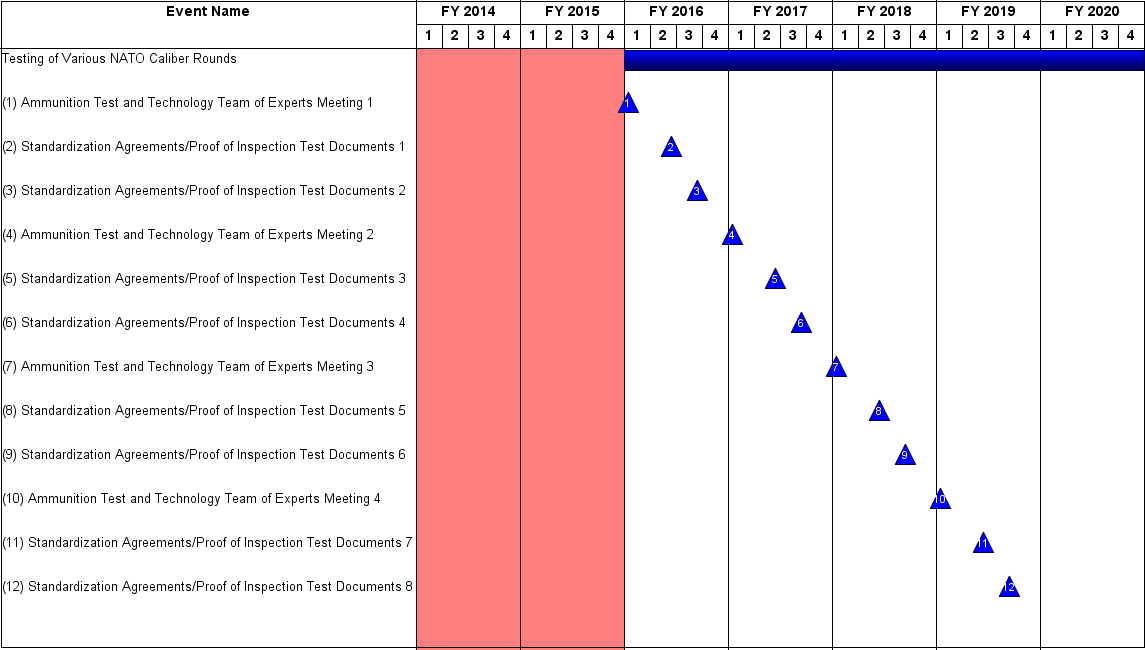 Event Name FY 2014 FY 2015 FY 2016 FY 2017 FY 2018 FY 2019 FY 2020
1 2 3 4 1 2 3 4 1 2 3 4 1 2 3 4 1 2 3 4 1 2 3 4 1 2 3 4
Testing of Various NATO Caliber Rounds
(1) Ammunition Test and Technology Team of Experts Meeting 1 1
(2) Standardization Agreements/Proof of Inspection Test Documents 1 2
(3) Standardization Agreements/Proof of Inspection Test Documents 2 3
(4) Ammunition Test and Technology Team of Experts Meeting 2 4
(5) Standardization Agreements/Proof of Inspection Test Documents 3 5
(6) Standardization Agreements/Proof of Inspection Test Documents 4 6
(7) Ammunition Test and Technology Team of Experts Meeting 3 7
(8) Standardization Agreements/Proof of Inspection Test Documents 5 8
(9) Standardization Agreements/Proof of Inspection Test Documents 6 9
(10) Ammunition Test and Technology Team of Experts Meeting 4 10
(11) Standardization Agreements/Proof of Inspection Test Documents 7 11
(12) Standardization Agreements/Proof of Inspection Test Documents 8 12